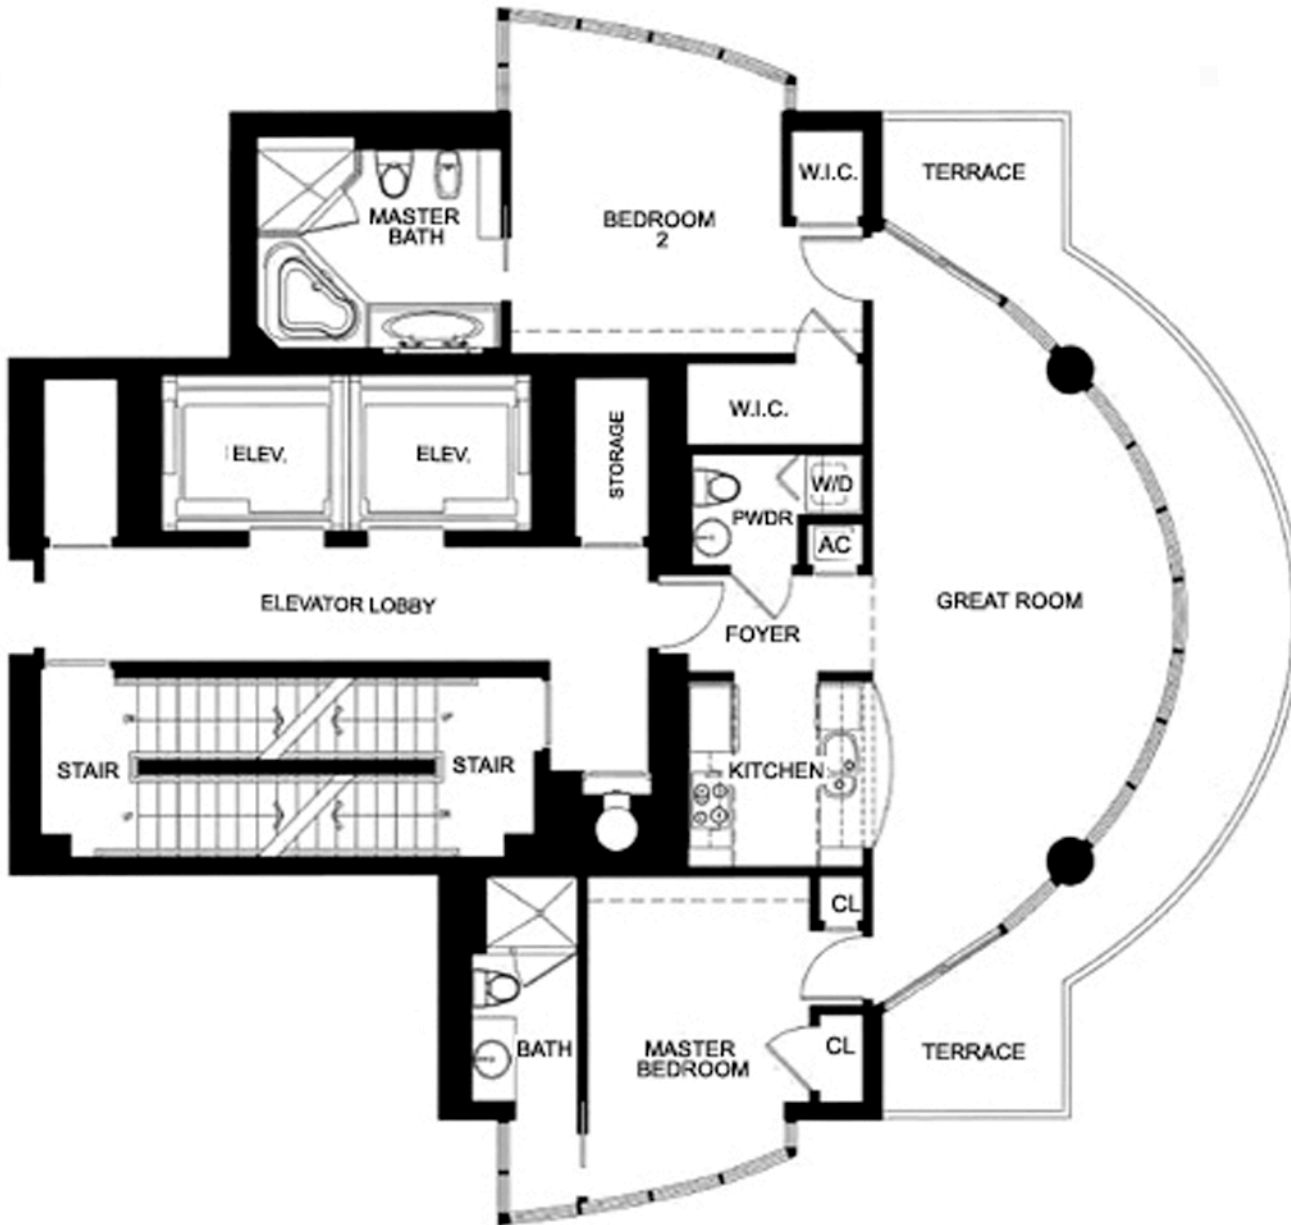 W.I.C.
TERRACE
MASTER
BATH
BEDROOM
2
W.I.C.
ELEV.
ELEV.
STORAGE
W/D
PWDR
AC
ELEVATOR LOBBY
FOYER
GREAT ROOM
STAIR
STAIR
KITCHEN
CL
BATH
MASTER
BEDROOM
CL
TERRACE